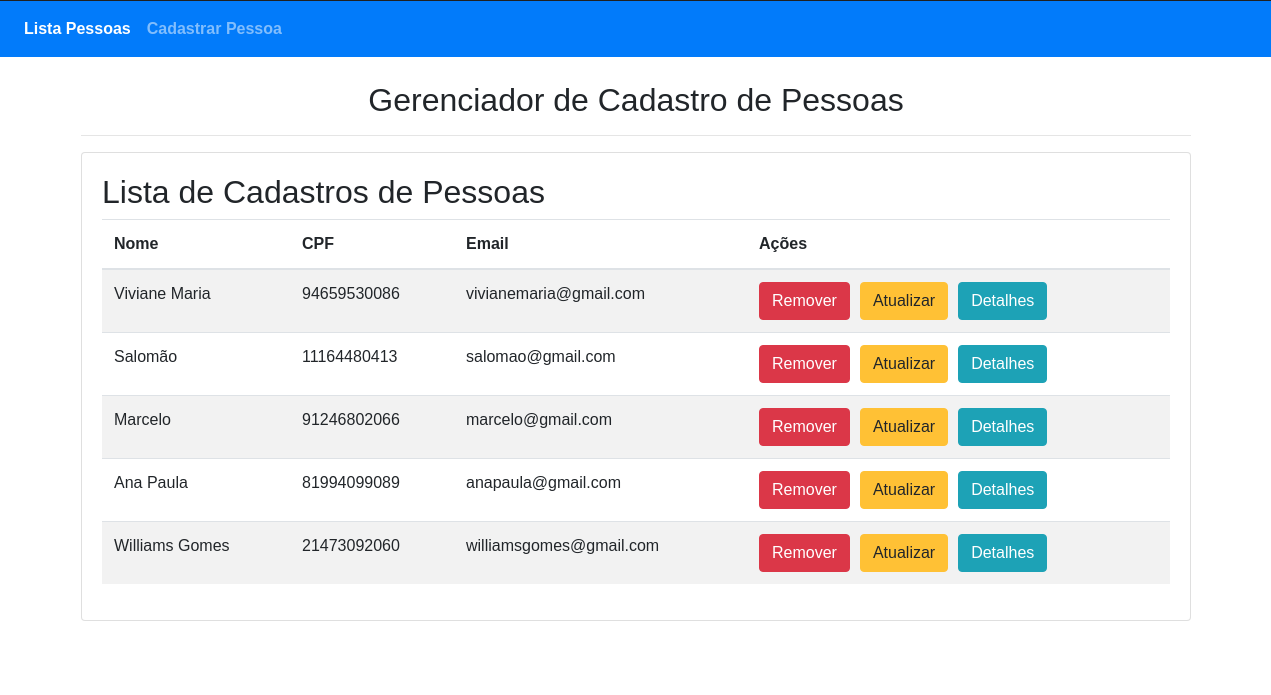 Lista Pessoas Cadastrar Pessoa
Gerenciador de Cadastro de Pessoas
Lista de Cadastros de Pessoas
Nome CPF Email Ações
Viviane Maria 94659530086 vivianemaria@gmail.com Remover Atualizar Detalhes
Salomão 11164480413 salomao@gmail.com Remover Atualizar Detalhes
Marcelo 91246802066 marcelo@gmail.com Remover Atualizar Detalhes
Ana Paula 81994099089 anapaula@gmail.com Remover Atualizar Detalhes
Williams Gomes 21473092060 williamsgomes@gmail.com Remover Atualizar Detalhes